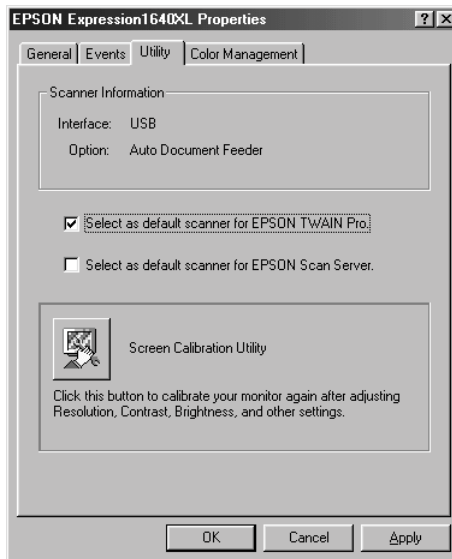 EPSON Expression1640XL Properties
General Events Utility Color Management
Scanner Information
Interface: USB
Option: Auto Document Feeder
Select as default scanner for EPSON TWAIN Pro.
Select as default scanner for EPSON Scan Server.
Screen Calibration Utility
Click this button to calibrate your monitor again after adjusting
Resolution, Contrast, Brightness, and other settings.
OK Cancel Apply